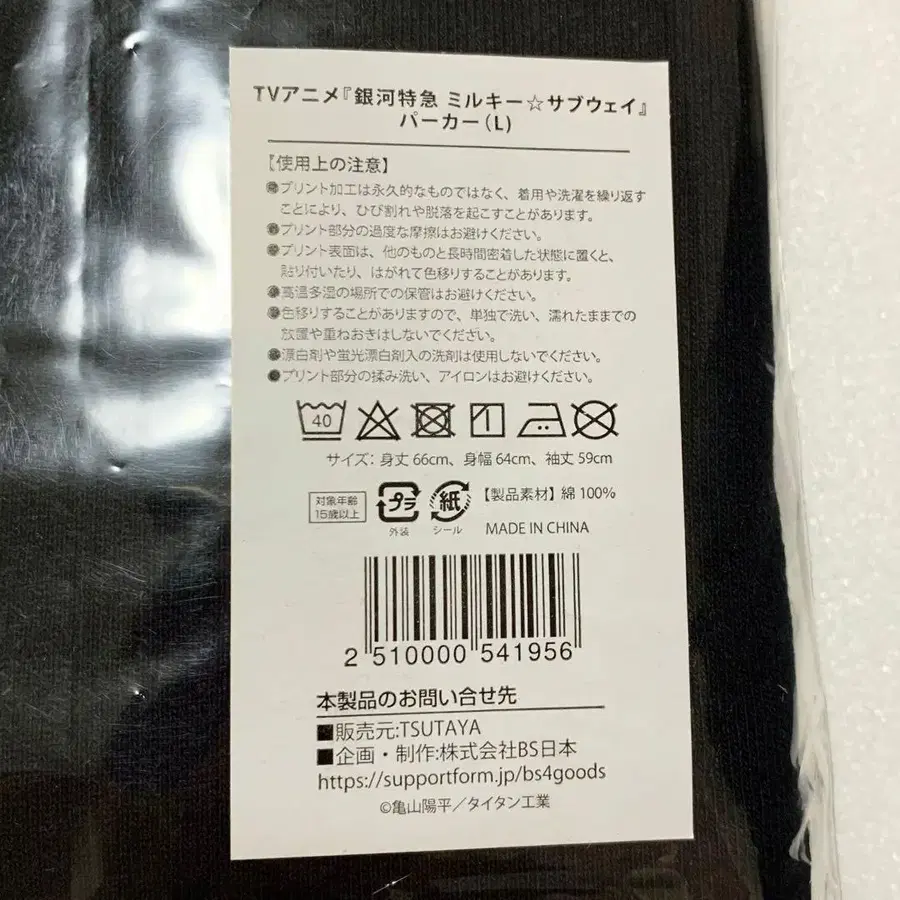 TVアニメ『銀河特急 ミルキー☆サブウェイ』
パーカー(L)
【使用上の注意】
●プリント加工は永久的なものではなく、着用や洗濯を繰り返す
ことにより、ひび割れや脱落を起こすことがあります。
●プリント部分の過度な摩擦はお避けください。
●プリント表面は、他のものと長時間密着した状態に置くと、
貼り付いたり、はがれて色移りすることがあります。
●高温多湿の場所での保管はお避けください。
●色移りすることがありますので、単独で洗い、濡れたままでの
放置や重ねおきはしないでください。
●漂白剤や蛍光漂白剤入の洗剤は使用しないでください。
●プリント部分の揉み洗い、アイロンはお避けください。
40
サイズ：身丈 66cm、身幅 64cm、袖丈 59cm
対象年齢
15歳以上
プラ
外装
紙
シール
【製品素材】綿 100%
MADE IN CHINA
2 510000 541956
本製品のお問い合せ先
■販売元:TSUTAYA
■企画・制作:株式会社BS日本
https://supportform.jp/bs4goods
©亀山陽平／タイタン工業